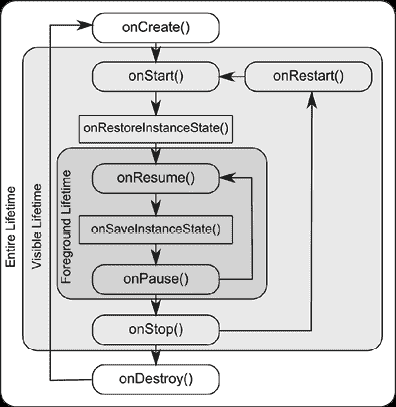 onCreate()
onStart()
onRestart()
onRestoreInstanceState()
onResume()
onSaveInstanceState()
onPause()
onStop()
onDestroy()
Entire Lifetime
Visible Lifetime
Foreground Lifetime